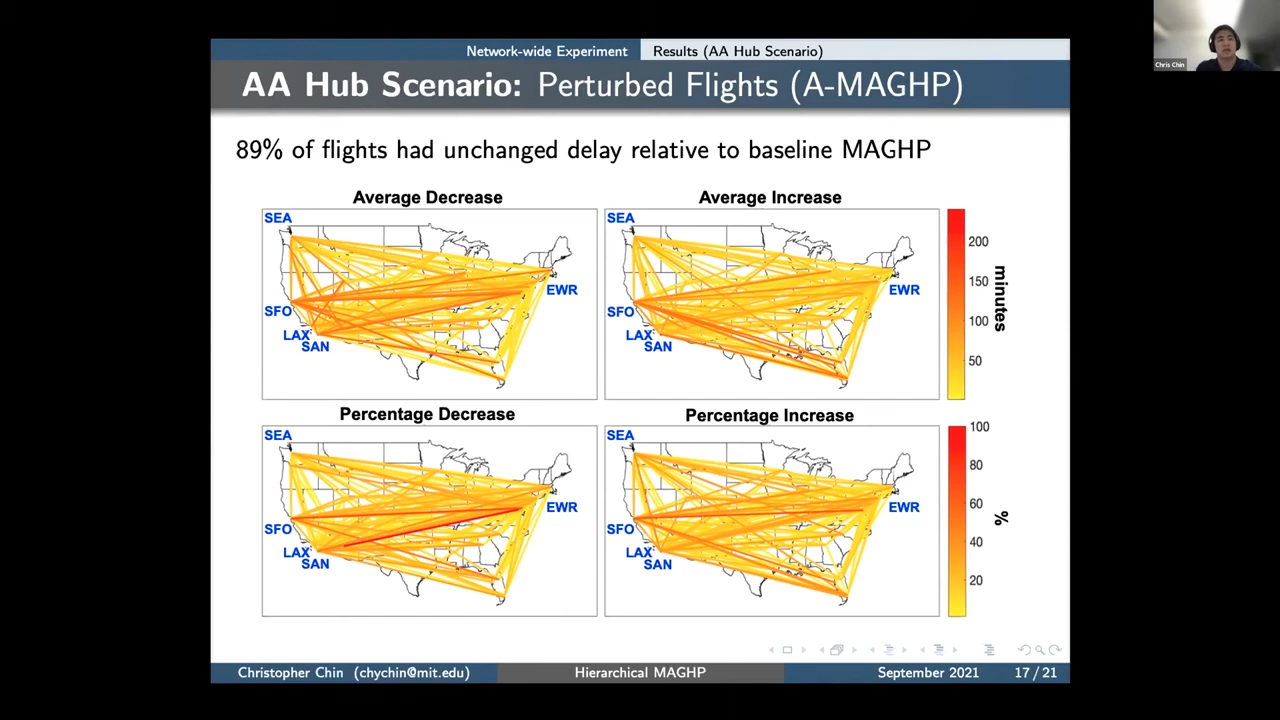 Network-wide Experiment Results (AA Hub Scenario)
AA Hub Scenario: Perturbed Flights (A-MAGHP)
89% of flights had unchanged delay relative to baseline MAGHP
Average Decrease
SEA
SFO
LAX
SAN
EWR
Average Increase
SEA
SFO
LAX
SAN
EWR
200
150
100
50
minutes
Percentage Decrease
SEA
SFO
LAX
SAN
EWR
Percentage Increase
SEA
SFO
LAX
SAN
EWR
100
80
60
40
20
%
Christopher Chin (chychin@mit.edu) Hierarchical MAGHP September 2021 17 / 21
Chris Chin